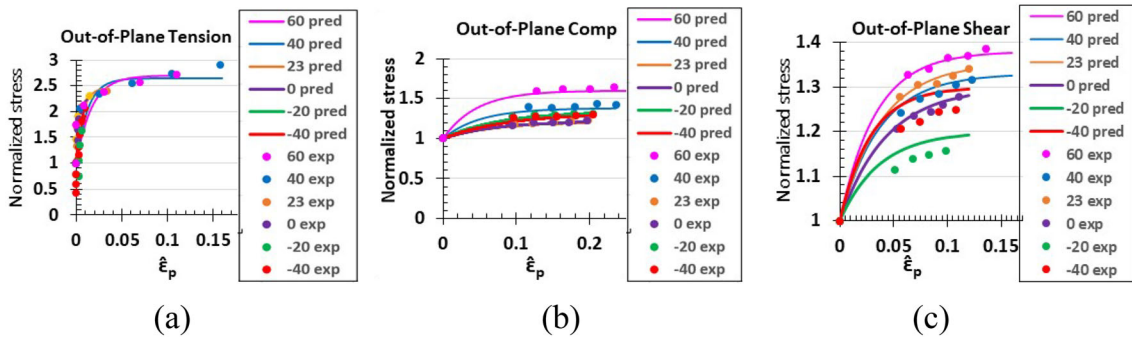 Out-of-Plane Tension
Normalized stress
3
2.5
2
1.5
1
0.5
0
0 0.05 0.1 0.15
ε̂p
60 pred
40 pred
23 pred
0 pred
-20 pred
-40 pred
60 exp
40 exp
23 exp
0 exp
-20 exp
-40 exp
(a)
Out-of-Plane Comp
Normalized stress
2
1.5
1
0.5
0
0 0.1 0.2
ε̂p
60 pred
40 pred
23 pred
0 pred
-20 pred
-40 pred
60 exp
40 exp
23 exp
0 exp
-20 exp
-40 exp
(b)
Out-of-Plane Shear
Normalized stress
1.4
1.3
1.2
1.1
1
0 0.05 0.1 0.15
ε̂p
60 pred
40 pred
23 pred
0 pred
-20 pred
-40 pred
60 exp
40 exp
23 exp
0 exp
-20 exp
-40 exp
(c)